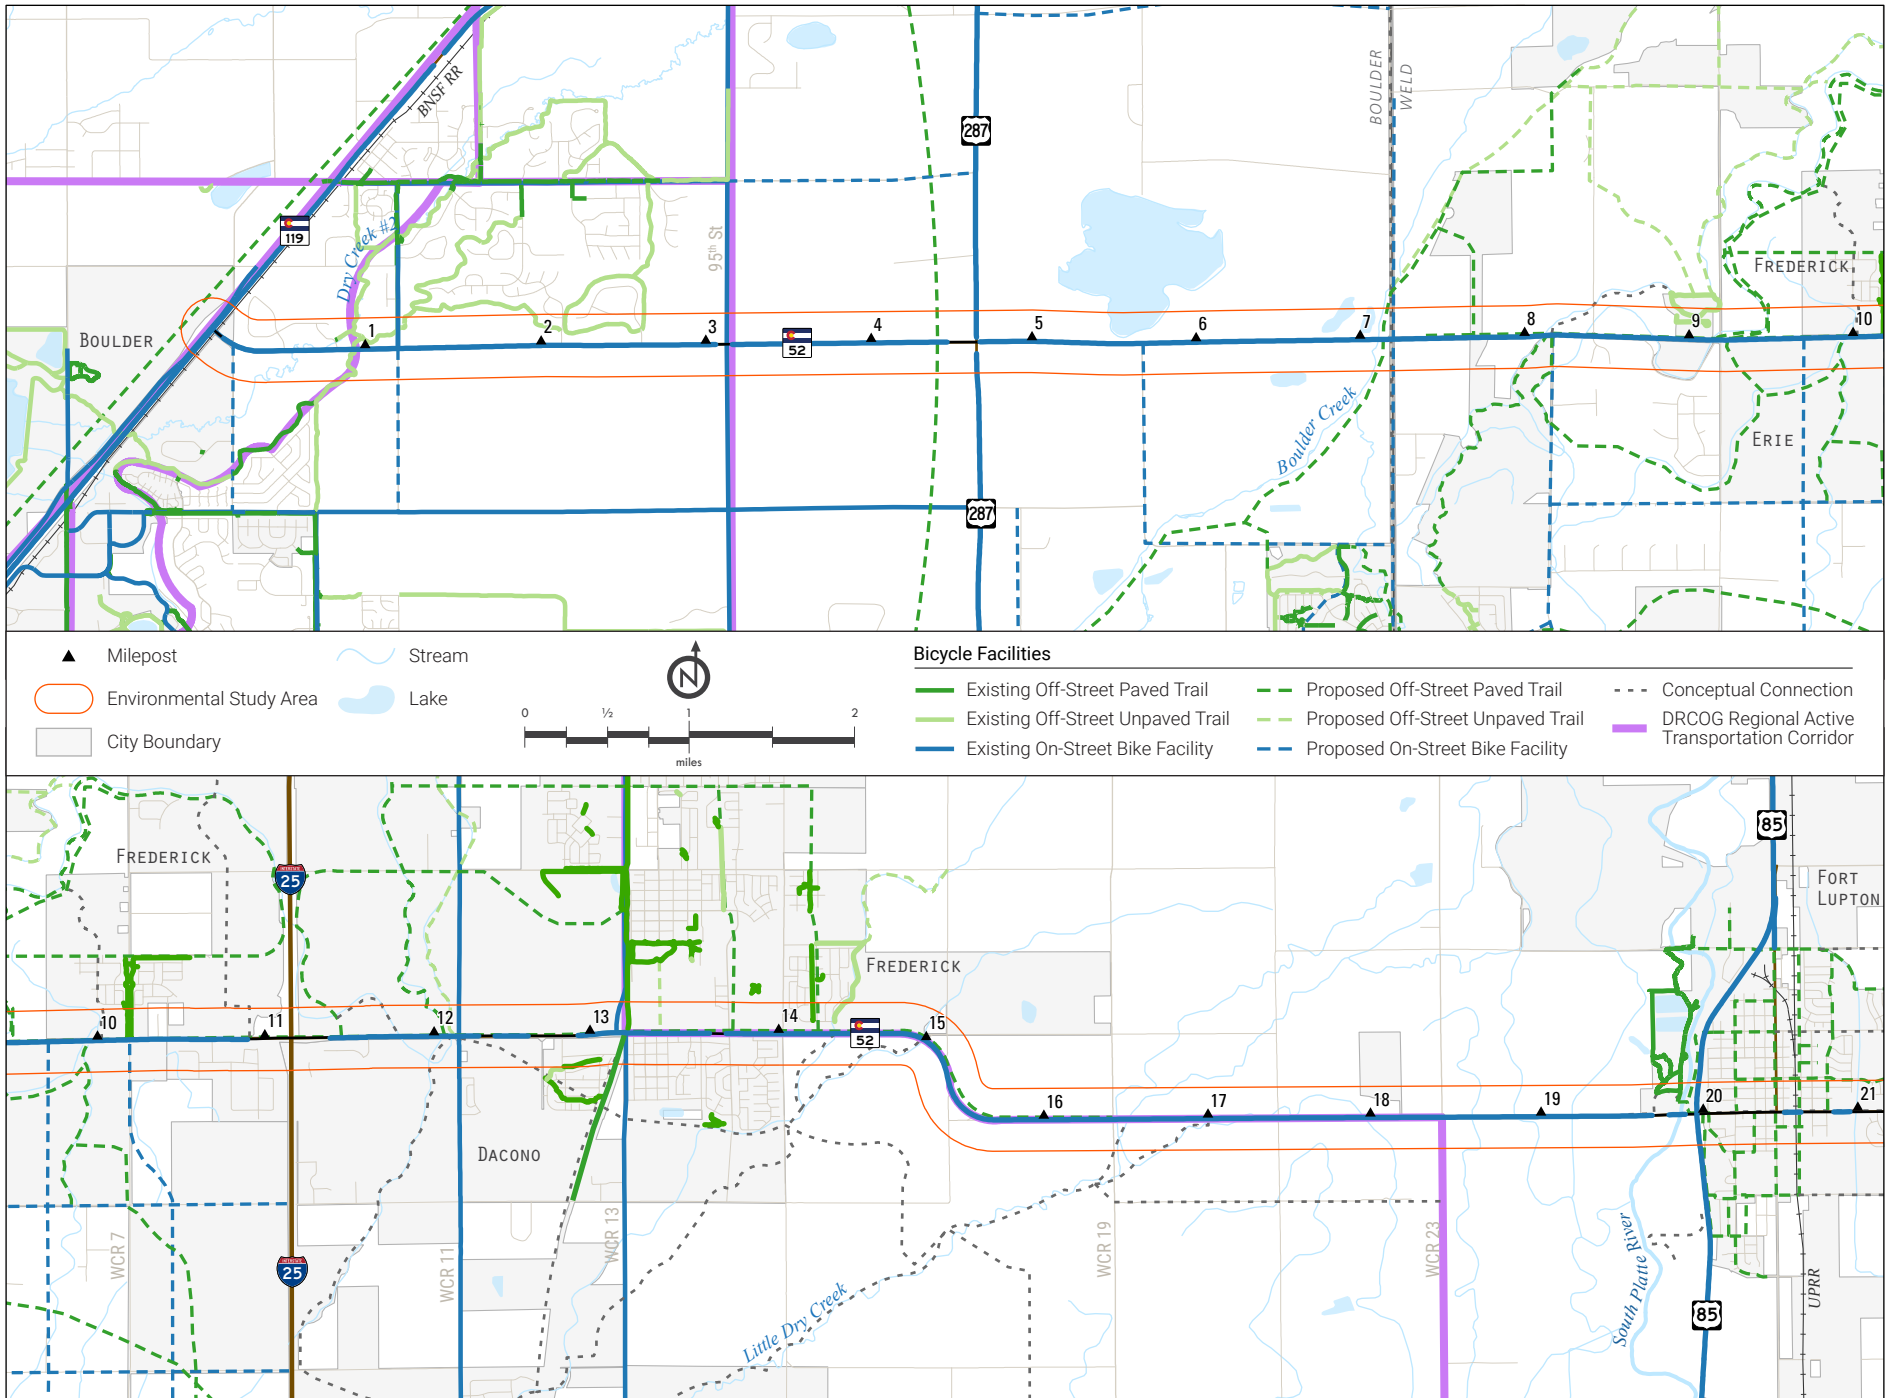 BNSF RR
287
BOULDER
WELD
119
Dry Creek #2
95th St
FREDERICK
BOULDER
1
2
3
52
4
5
6
7
8
9
10
Boulder Creek
ERIE
287
Milepost
Stream
N
Bicycle Facilities
Environmental Study Area
Lake
Existing Off-Street Paved Trail
Proposed Off-Street Paved Trail
Conceptual Connection
0
½
1
2
Existing Off-Street Unpaved Trail
Proposed Off-Street Unpaved Trail
DRCOG Regional Active
Transportation Corridor
City Boundary
Existing On-Street Bike Facility
Proposed On-Street Bike Facility
miles
85
FREDERICK
INTERSTATE
25
FORT
LUPTON
FREDERICK
10
11
12
13
14
52
15
16
17
18
19
20
21
DACONO
WCR 7
WCR 11
WCR 13
WCR 19
WCR 23
INTERSTATE
25
Little Dry Creek
South Platte River
UPRR
85